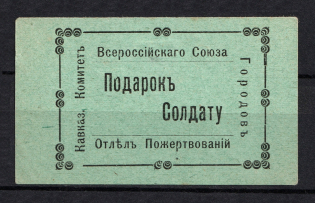 Кавказ. Комитетъ
Всероссійскаго Союза
Городовъ
Подарокъ
Солдату
Отдѣлъ Пожертвованій